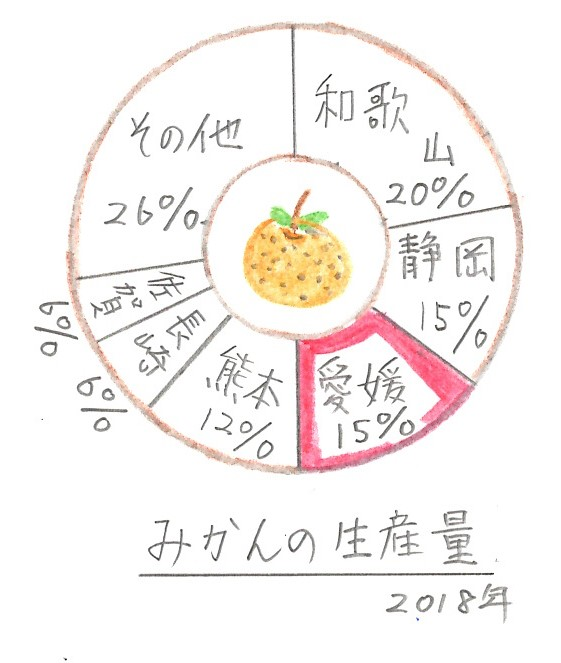 和歌
山
20%
静岡
15%
愛媛
15%
熊本
12%
長崎
6%
佐賀
6%
その他
26%
みかんの生産量
2018年